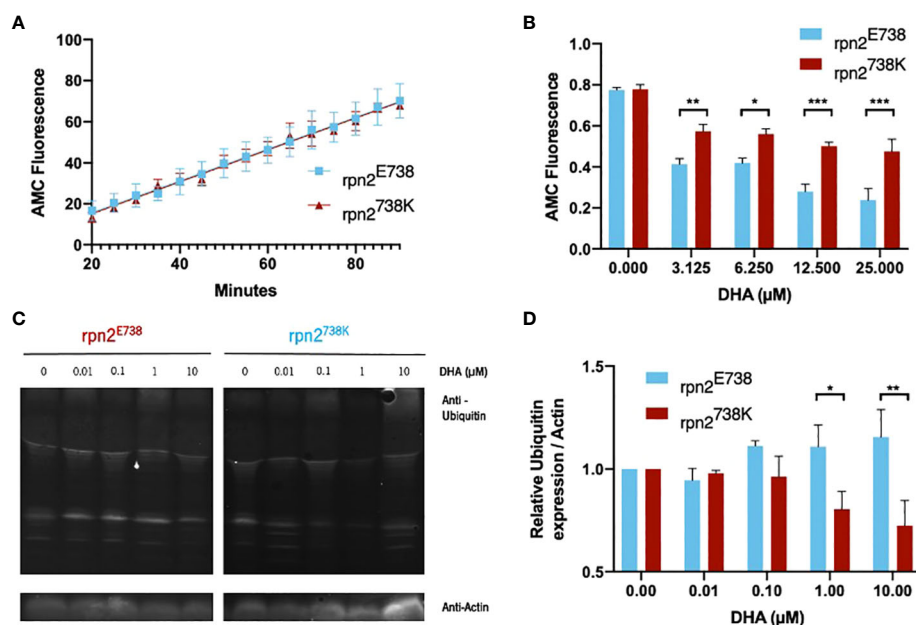 A
100
80
60
40
20
0
AMC Fluorescence
20 40 60 80
Minutes
rpn2E738
rpn2738K
B
1.0
0.8
0.6
0.4
0.2
0.0
AMC Fluorescence
rpn2E738
rpn2738K
** * *** ***
0.000 3.125 6.250 12.500 25.000
DHA (µM)
C
rpn2E738 rpn2738K
0 0.01 0.1 1 10 0 0.01 0.1 1 10 DHA (µM)
Anti -
Ubiquitin
Anti-Actin
D
1.5
1.0
0.5
Relative Ubiquitin
expression / Actin
rpn2E738
rpn2738K
* **
0.00 0.01 0.10 1.00 10.00
DHA (µM)